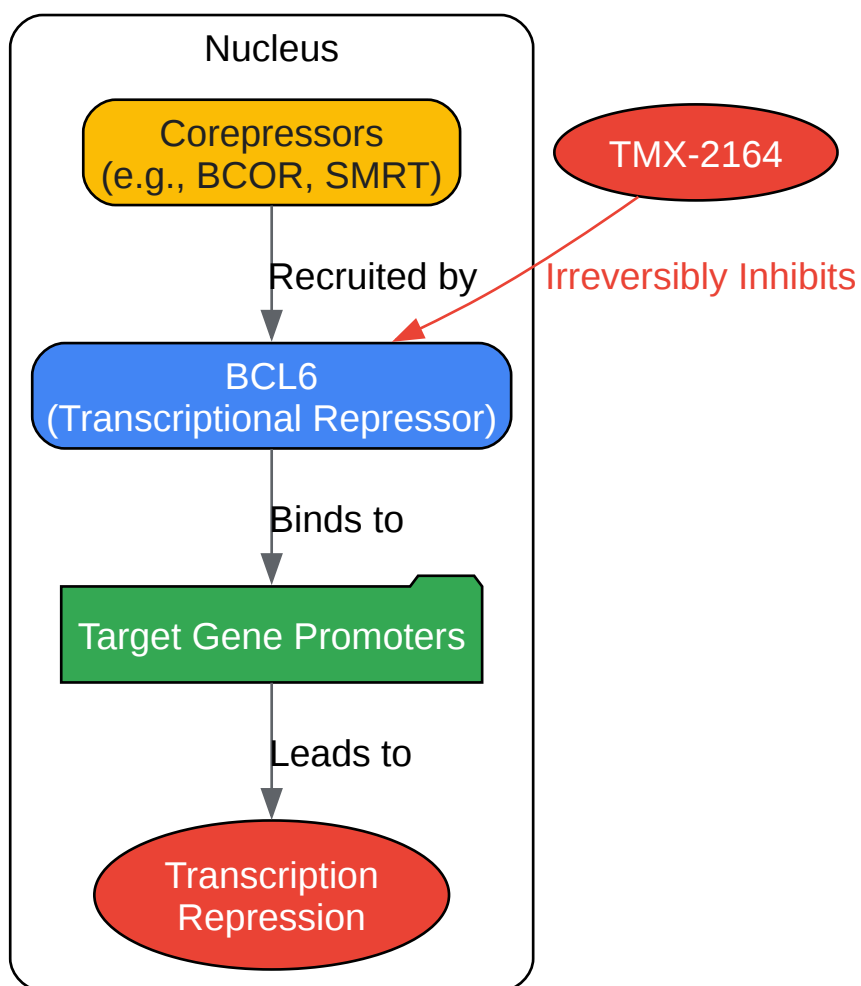 Nucleus
Corepressors
(e.g., BCOR, SMRT)
TMX-2164
Recruited by
Irreversibly Inhibits
BCL6
(Transcriptional Repressor)
Binds to
Target Gene Promoters
Leads to
Transcription
Repression